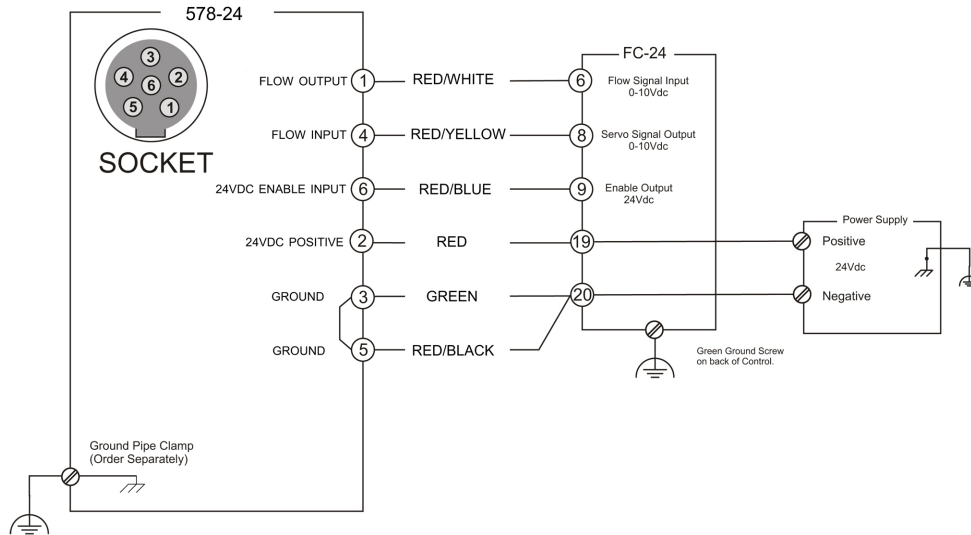 578-24
3
4
2
6
5
1
SOCKET
FLOW OUTPUT 1 RED/WHITE 6 Flow Signal Input
0-10Vdc
FLOW INPUT 4 RED/YELLOW 8 Servo Signal Output
0-10Vdc
24VDC ENABLE INPUT 6 RED/BLUE 9 Enable Output
24Vdc
24VDC POSITIVE 2 RED 19
GROUND 3 GREEN 20
GROUND 5 RED/BLACK
FC-24
Power Supply
Positive
24Vdc
Negative
Green Ground Screw
on back of Control.
Ground Pipe Clamp
(Order Separately)